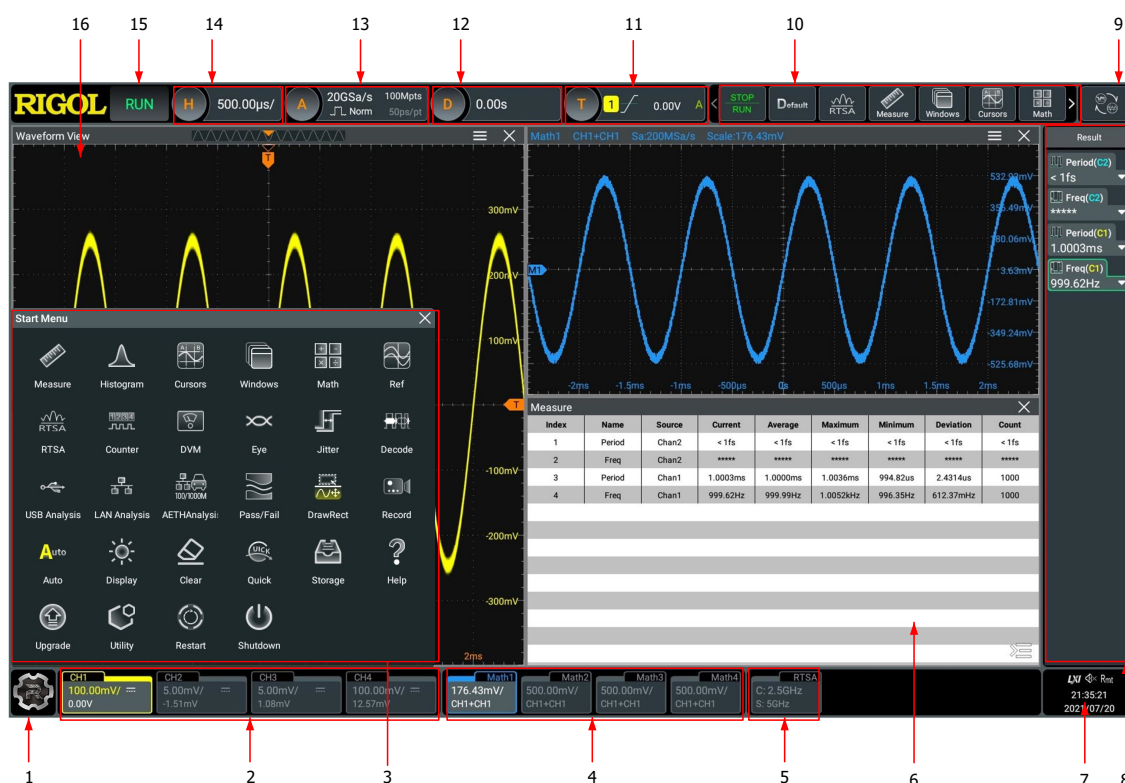 16 15 14 13 12 11 10 9
RIGOL RUN H 500.00µs/ A 20GSa/s 100Mpts
Norm 50ps/pt
D 0.00s T 1 0.00V A
< STOP
RUN
Default RTSA Measure Windows Cursors Math >
Waveform View
T
300mV
200mV
100mV
T
-100mV
-200mV
-300mV
2ms
Math1 CH1+CH1 Sa:200MSa/s Scale:176.43mV
3.63mV
-172.81mV
-349.24mV
-525.68mV
M1
-2ms -1.5ms -1ms -500µs 0s 500µs 1ms 1.5ms 2ms
Result
Period(C2)
< 1fs
Freq(C2)
*****
Period(C1)
1.0003ms
Freq(C1)
999.62Hz
Start Menu
Measure Histogram Cursors Windows Math Ref
RTSA Counter DVM Eye Jitter Decode
100/1000M
USB Analysis LAN Analysis AETHAnalysi Pass/Fail DrawRect Record
Auto
Auto Display Clear Quick Storage Help
Upgrade Utility Restart Shutdown
Measure
Index Name Source Current Average Maximum Minimum Deviation Count
1 Period Chan2 < 1fs < 1fs < 1fs < 1fs < 1fs < 1fs
2 Freq Chan2 ***** ***** ***** ***** ***** *****
3 Period Chan1 1.0003ms 1.0000ms 1.0036ms 994.82us 2.4314us 1000
4 Freq Chan1 999.62Hz 999.99Hz 1.0052kHz 996.35Hz 612.37mHz 1000
CH1
100.00mV/
0.00V
CH2
5.00mV/
-1.51mV
CH3
5.00mV/
1.08mV
CH4
100.00mV/
12.57mV
Math1
176.43mV/
CH1+CH1
Math2
500.00mV/
CH1+CH1
Math3
500.00mV/
CH1+CH1
Math4
500.00mV/
CH1+CH1
RTSA
C: 2.5GHz
S: 5GHz
LXI Rmt
21:35:21
2021/07/20
1 2 3 4 5 6 7 8